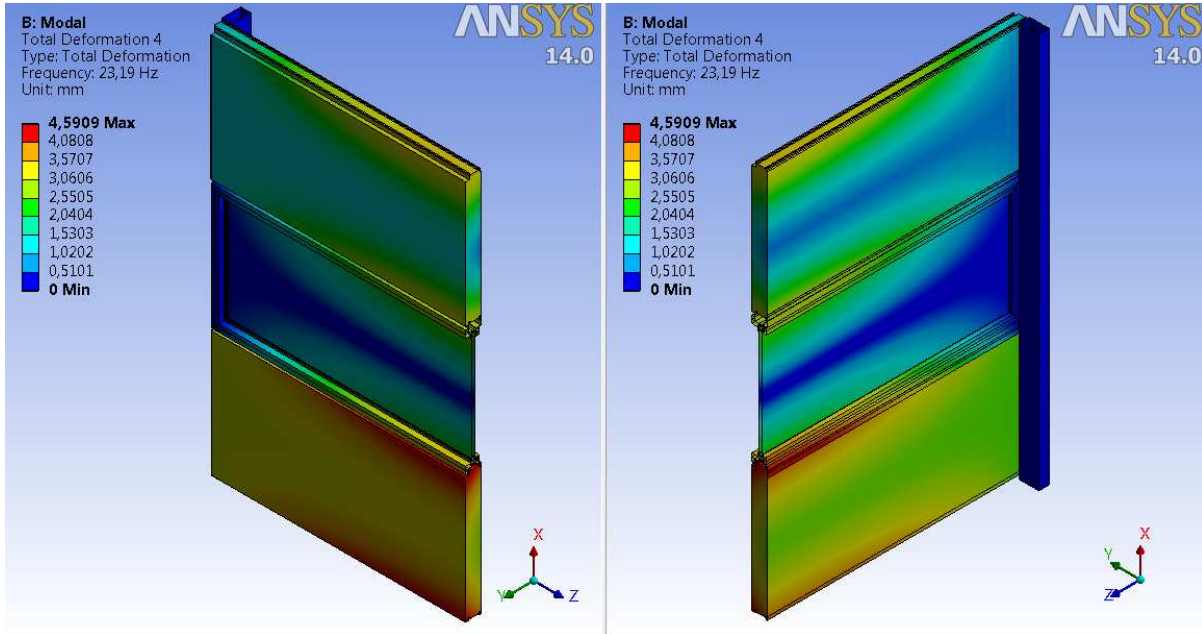 B: Modal
Total Deformation 4
Type: Total Deformation
Frequency: 23,19 Hz
Unit: mm
4,5909 Max
4,0808
3,5707
3,0606
2,5505
2,0404
1,5303
1,0202
0,5101
0 Min
ANSYS
14.0
X
Y
Z
B: Modal
Total Deformation 4
Type: Total Deformation
Frequency: 23,19 Hz
Unit: mm
4,5909 Max
4,0808
3,5707
3,0606
2,5505
2,0404
1,5303
1,0202
0,5101
0 Min
ANSYS
14.0
X
Y
Z